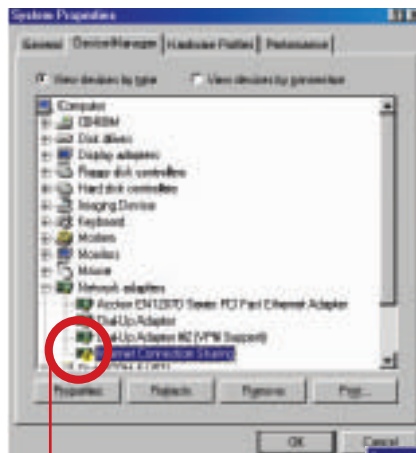 System Properties
General Device Manager Hardware Profiles Performance
View devices by type View devices by connection
Computer
CDROM
Disk drives
Display adapters
Floppy disk controllers
Hard disk controllers
Imaging Device
Keyboard
Modem
Monitors
Mouse
Network adapters
Accton EN1207D Series PCI Fast Ethernet Adapter
Dial-Up Adapter
Dial-Up Adapter #2 (VPN Support)
Internet Connection Sharing
Properties Refresh Remove Print...
OK Cancel